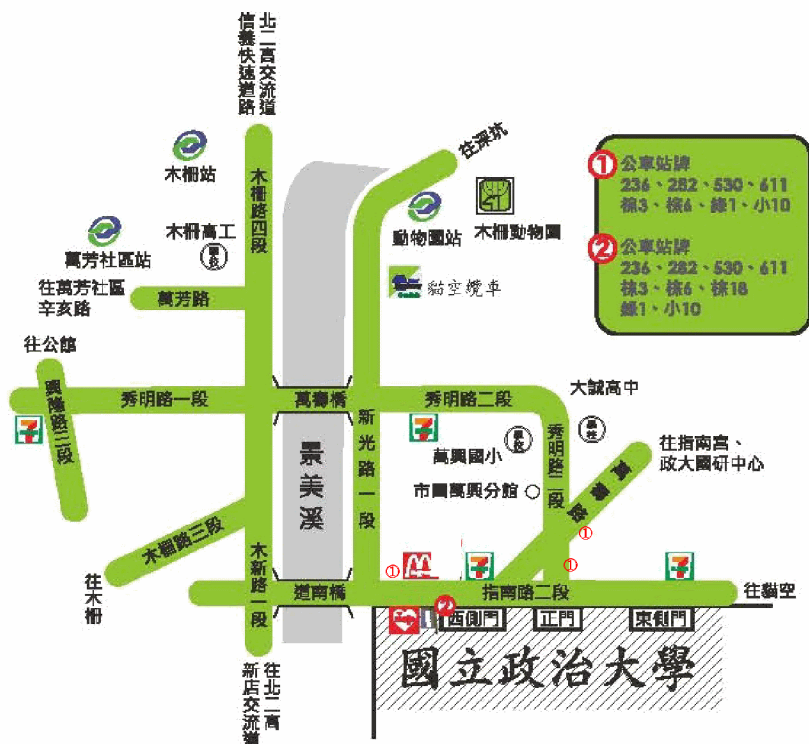 北二高交流道
信義快速道路
往深坑
木柵站
木柵路四段
① 公車站牌
236、282、530、611
棕3、棕6、綠1、小10
② 公車站牌
236、282、530、611
棕3、棕6、棕18
綠1、小10
萬芳社區站
木柵高工
動物園站
木柵動物園
往萬芳社區
辛亥路
萬芳路
貓空纜車
往公館
興隆路三段
秀明路一段
萬壽橋
秀明路二段
大誠高中
7
景美溪
新光路一段
7
萬興國小
秀明路二段
萬壽路
往指南宮、
政大國研中心
市圖萬興分館
木柵路三段
往木柵
木新路一段
①
①
①
7
7
道南橋
指南路二段
往貓空
②
西側門
正門
東側門
國立政治大學
往北二高
新店交流道